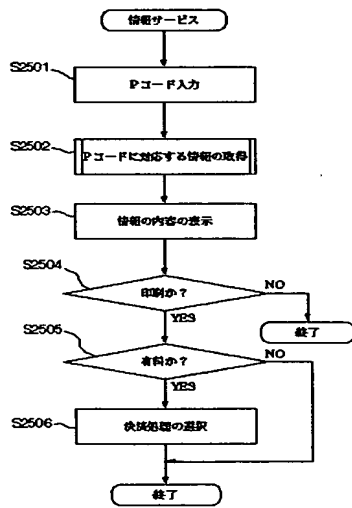 情報サービス
S2501
Pコード入力
S2502
Pコードに対応する情報の取得
S2503
情報の内容の表示
S2504
印刷か？
NO
YES
終了
S2505
有料か？
NO
YES
S2506
決済処理の選択
終了